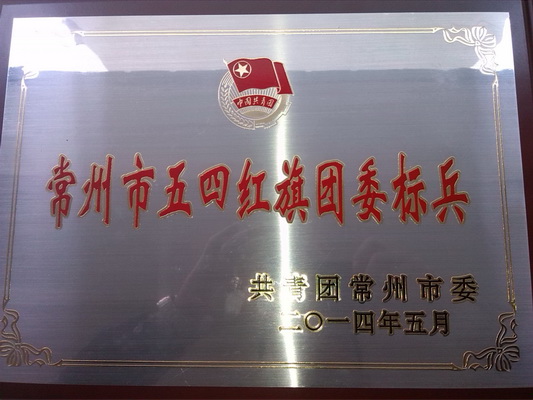 中国共青团
常州市五四红旗团委标兵
共青团常州市委
二〇一四年五月